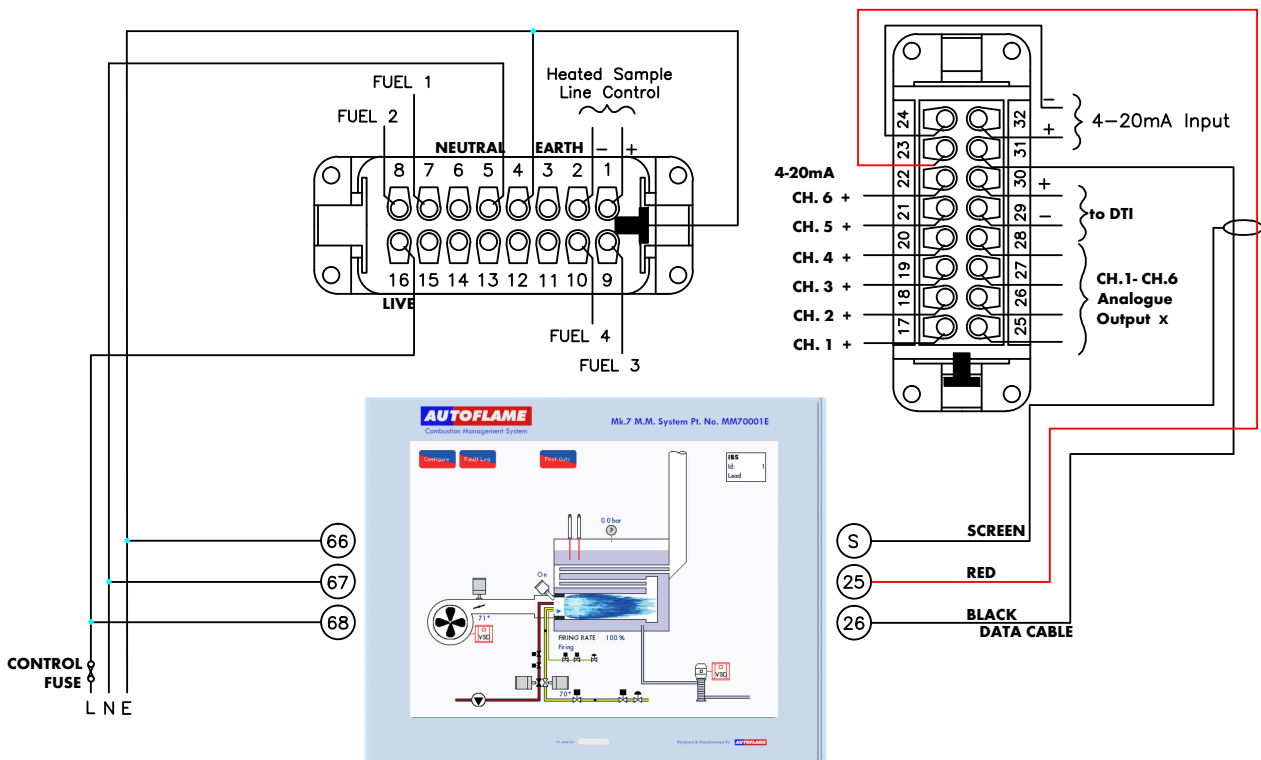 FUEL 1
FUEL 2
Heated Sample
Line Control
NEUTRAL
EARTH
−
+
8 7 6 5 4 3 2 1
16 15 14 13 12 11 10 9
LIVE
FUEL 4
FUEL 3
24
23
22
21
20
19
18
17
32
31
30
29
28
27
26
25
−
+
4−20mA Input
4-20mA
CH. 6 +
CH. 5 +
CH. 4 +
CH. 3 +
CH. 2 +
CH. 1 +
+
−
to DTI
CH.1- CH.6
Analogue
Output x
AUTOFLAME
Combustion Management System
Mk.7 M.M. System Pt. No. MM70001E
Configure
Fault Log
First Outs
IBS
Id: 1
Lead
0.0 bar
P
On
71°
VSD
FIRING RATE 100 %
Firing
VSD
70°
Designed & Manufactured By
AUTOFLAME
66
67
68
CONTROL
FUSE
L N E
S
25
26
SCREEN
RED
BLACK
DATA CABLE